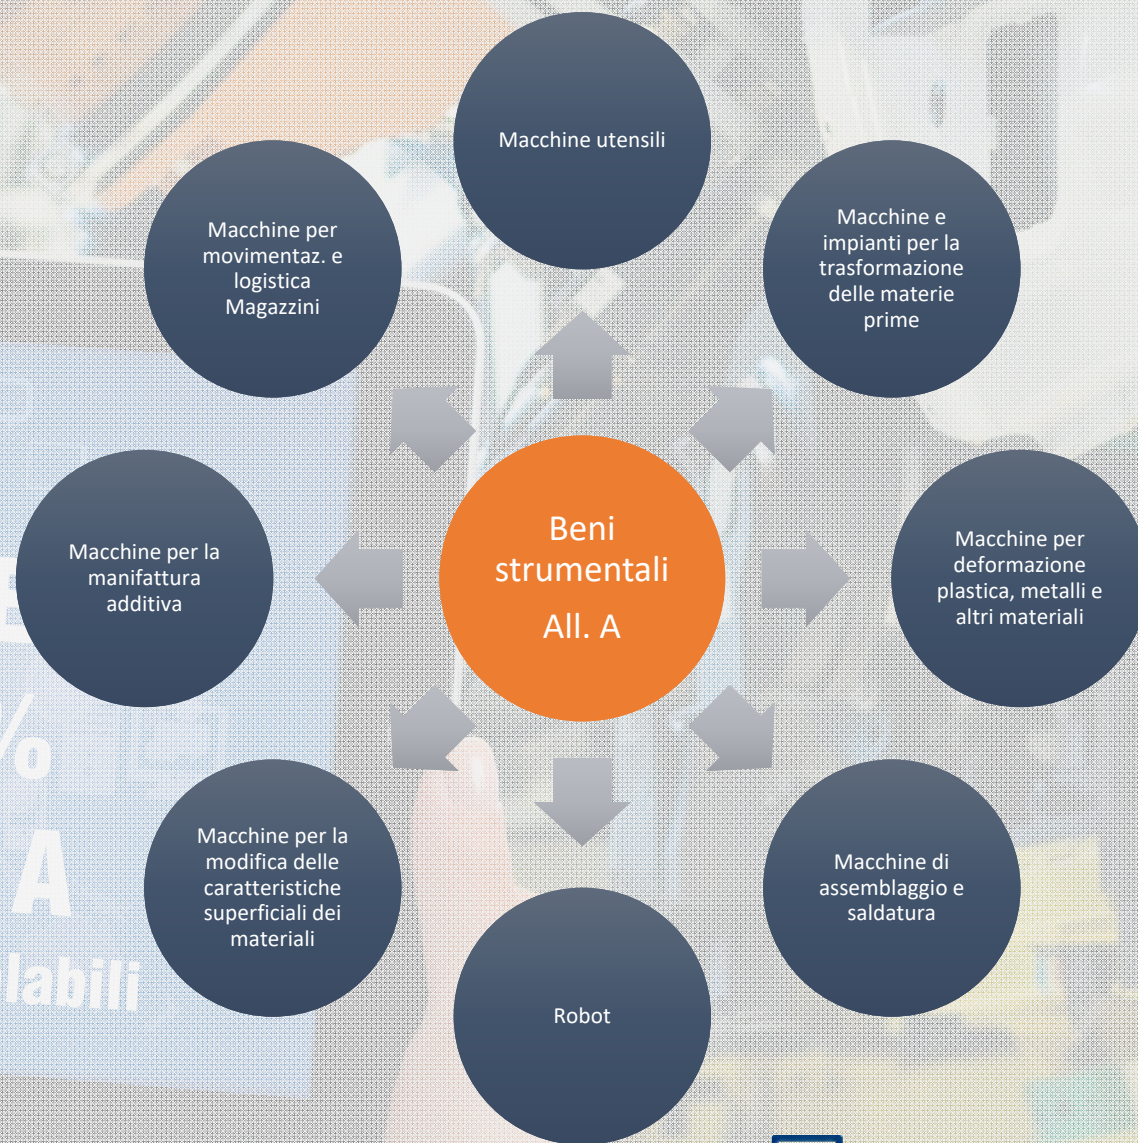 Macchine utensili
Macchine e
impianti per la
trasformazione
delle materie
prime
Macchine per
deformazione
plastica, metalli e
altri materiali
Macchine di
assemblaggio e
saldatura
Robot
Macchine per la
modifica delle
caratteristiche
superficiali dei
materiali
Macchine per la
manifattura
additiva
Macchine per
movimentaz. e
logistica
Magazzini
Beni
strumentali
All. A
%
A
labili